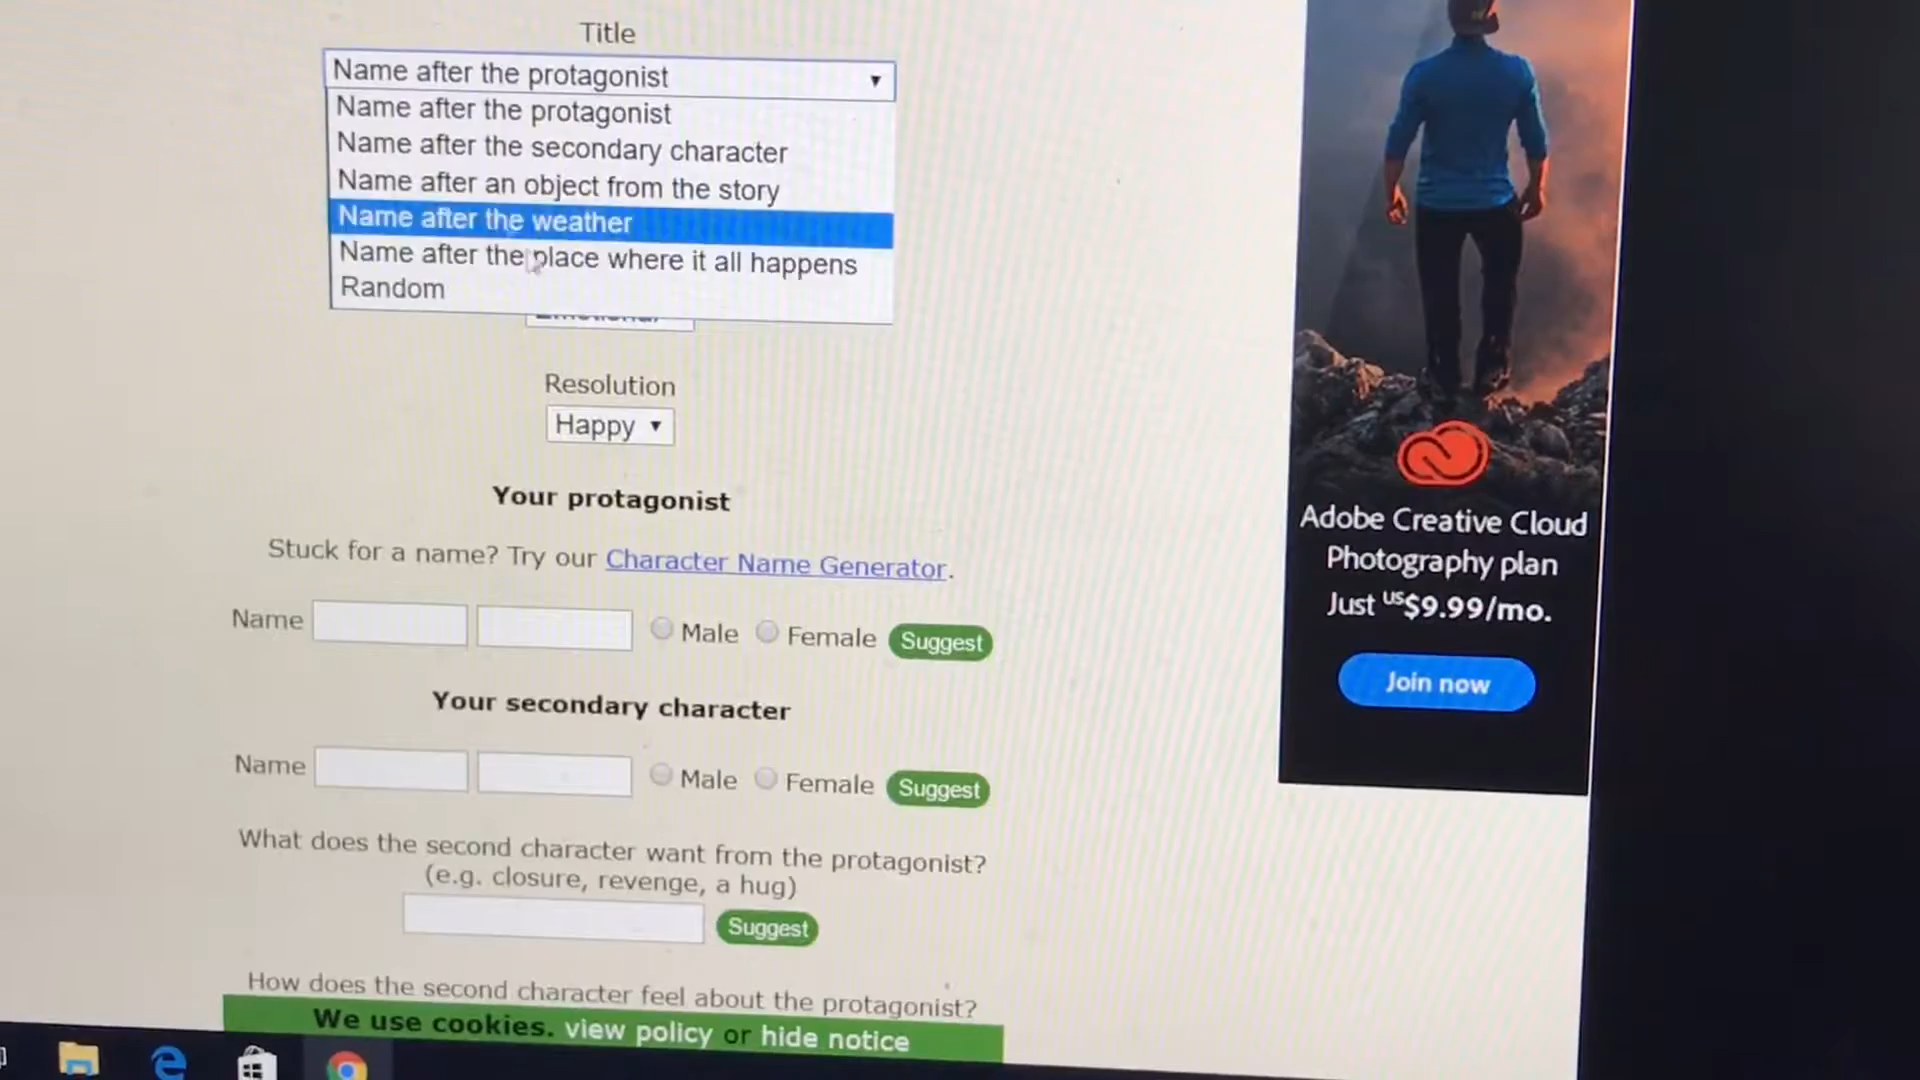 Title
Name after the protagonist
Name after the protagonist
Name after the secondary character
Name after an object from the story
Name after the weather
Name after the place where it all happens
Random
Resolution
Happy
Your protagonist
Stuck for a name? Try our Character Name Generator.
Name Male Female Suggest
Your secondary character
Name Male Female Suggest
What does the second character want from the protagonist?
(e.g. closure, revenge, a hug)
Suggest
How does the second character feel about the protagonist?
We use cookies. view policy or hide notice
Adobe Creative Cloud
Photography plan
Just US$9.99/mo.
Join now